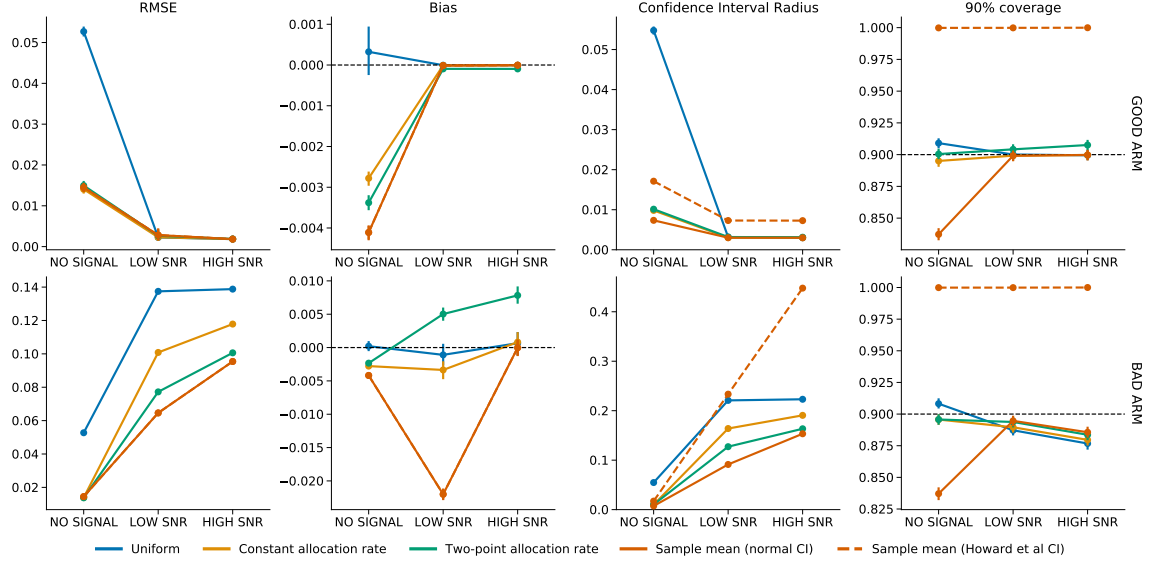 RMSE
Bias
Confidence Interval Radius
90% coverage
0.05
0.04
0.03
0.02
0.01
0.00
NO SIGNAL
LOW SNR
HIGH SNR
0.001
0.000
−0.001
−0.002
−0.003
−0.004
NO SIGNAL
LOW SNR
HIGH SNR
0.05
0.04
0.03
0.02
0.01
0.00
NO SIGNAL
LOW SNR
HIGH SNR
1.000
0.975
0.950
0.925
0.900
0.875
0.850
NO SIGNAL
LOW SNR
HIGH SNR
GOOD ARM
0.14
0.12
0.10
0.08
0.06
0.04
0.02
NO SIGNAL
LOW SNR
HIGH SNR
0.010
0.005
0.000
−0.005
−0.010
−0.015
−0.020
NO SIGNAL
LOW SNR
HIGH SNR
0.4
0.3
0.2
0.1
0.0
NO SIGNAL
LOW SNR
HIGH SNR
1.000
0.975
0.950
0.925
0.900
0.875
0.850
0.825
NO SIGNAL
LOW SNR
HIGH SNR
BAD ARM
Uniform
Constant allocation rate
Two-point allocation rate
Sample mean (normal CI)
Sample mean (Howard et al CI)